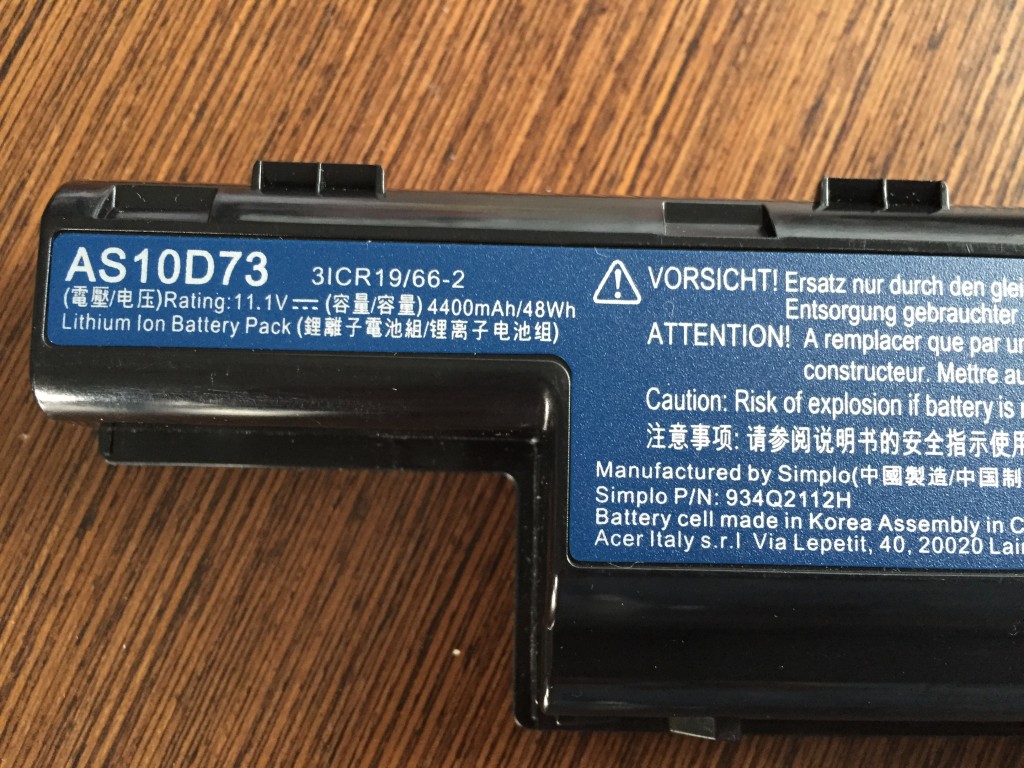 AS10D73 3ICR19/66-2
(電壓/电压)Rating:11.1V⎓ (容量/容量) 4400mAh/48Wh
Lithium Ion Battery Pack (鋰離子電池組/锂离子电池组)
VORSICHT! Ersatz nur durch den glei
Entsorgung gebrauchter
ATTENTION! A remplacer que par un
constructeur. Mettre au
Caution: Risk of explosion if battery is
注意事项: 请参阅说明书的安全指示使用
Manufactured by Simplo(中國製造/中国制
Simplo P/N: 934Q2112H
Battery cell made in Korea Assembly in C
Acer Italy s.r.l Via Lepetit, 40, 20020 Lain